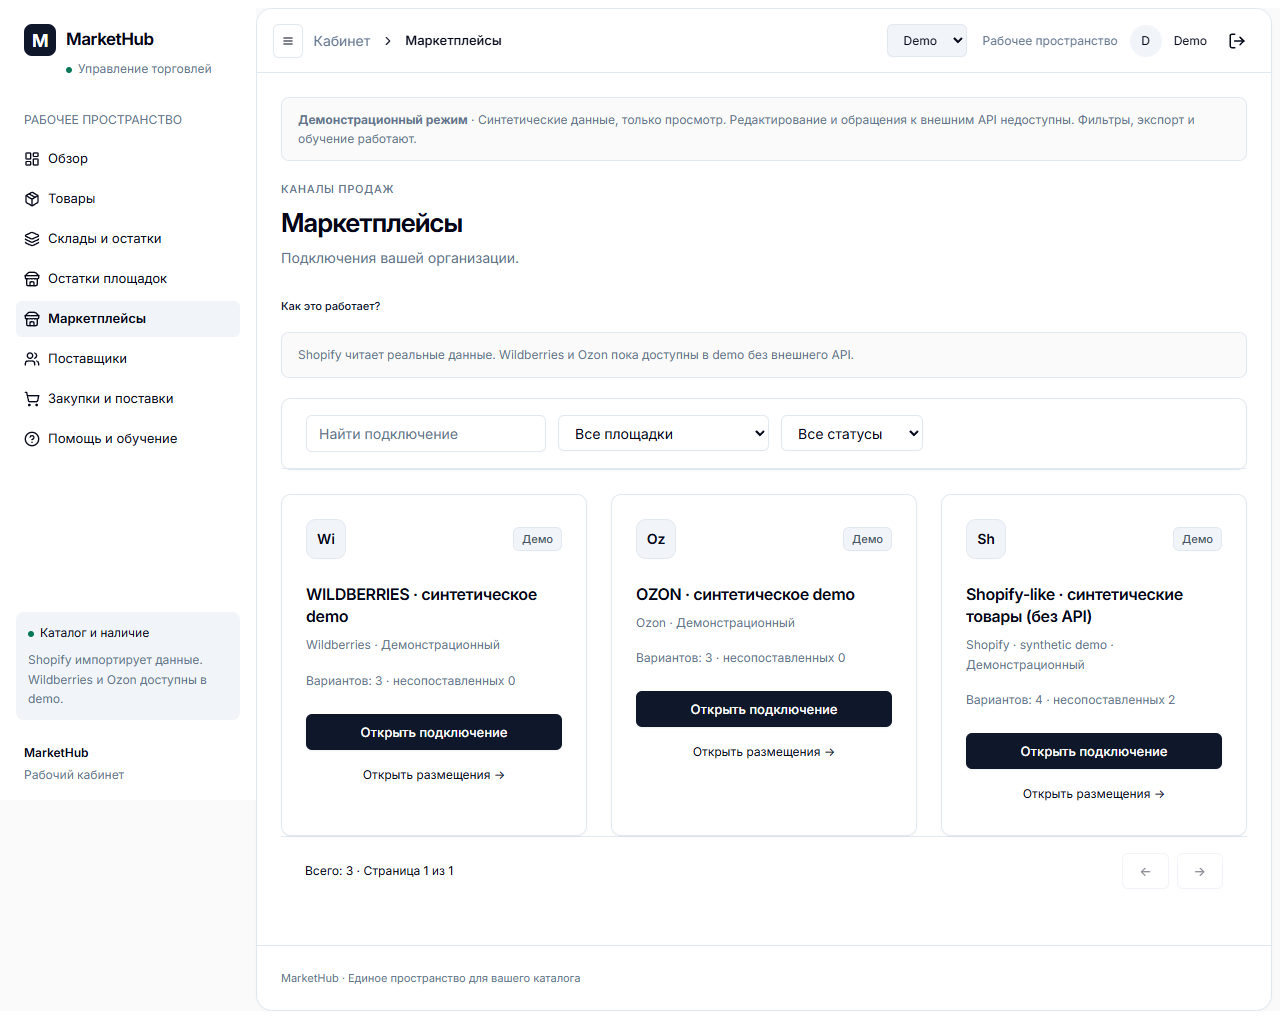 M MarketHub
Управление торговлей
РАБОЧЕЕ ПРОСТРАНСТВО
Обзор
Товары
Склады и остатки
Остатки площадок
Маркетплейсы
Поставщики
Закупки и поставки
Помощь и обучение
Каталог и наличие
Shopify импортирует данные.
Wildberries и Ozon доступны в
demo.
MarketHub
Рабочий кабинет
Кабинет > Маркетплейсы
Demo
Рабочее пространство
D
Demo
Демонстрационный режим · Синтетические данные, только просмотр. Редактирование и обращения к внешним API недоступны. Фильтры, экспорт и
обучение работают.
КАНАЛЫ ПРОДАЖ
Маркетплейсы
Подключения вашей организации.
Как это работает?
Shopify читает реальные данные. Wildberries и Ozon пока доступны в demo без внешнего API.
Найти подключение
Все площадки
Все статусы
Wi
Демо
WILDBERRIES · синтетическое
demo
Wildberries · Демонстрационный
Вариантов: 3 · несопоставленных 0
Открыть подключение
Открыть размещения →
Oz
Демо
OZON · синтетическое demo
Ozon · Демонстрационный
Вариантов: 3 · несопоставленных 0
Открыть подключение
Открыть размещения →
Sh
Демо
Shopify-like · синтетические
товары (без API)
Shopify · synthetic demo ·
Демонстрационный
Вариантов: 4 · несопоставленных 2
Открыть подключение
Открыть размещения →
Всего: 3 · Страница 1 из 1
← →
MarketHub · Единое пространство для вашего каталога